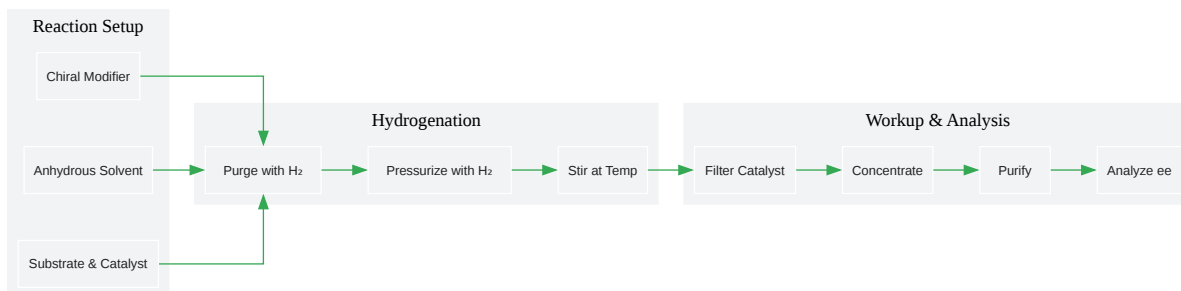 Reaction Setup
Chiral Modifier
Anhydrous Solvent
Substrate & Catalyst
Hydrogenation
Purge with H₂
Pressurize with H₂
Stir at Temp
Workup & Analysis
Filter Catalyst
Concentrate
Purify
Analyze ee